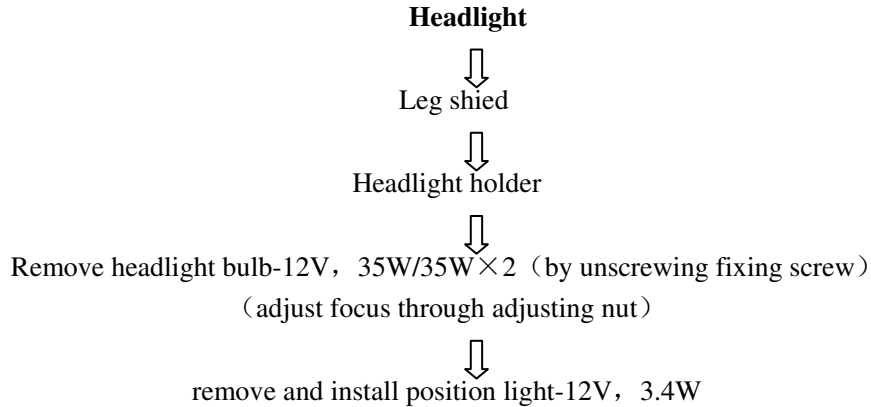 Headlight
Leg shied
Headlight holder
Remove headlight bulb-12V，35W/35W×2（by unscrewing fixing screw）
（adjust focus through adjusting nut）
remove and install position light-12V，3.4W